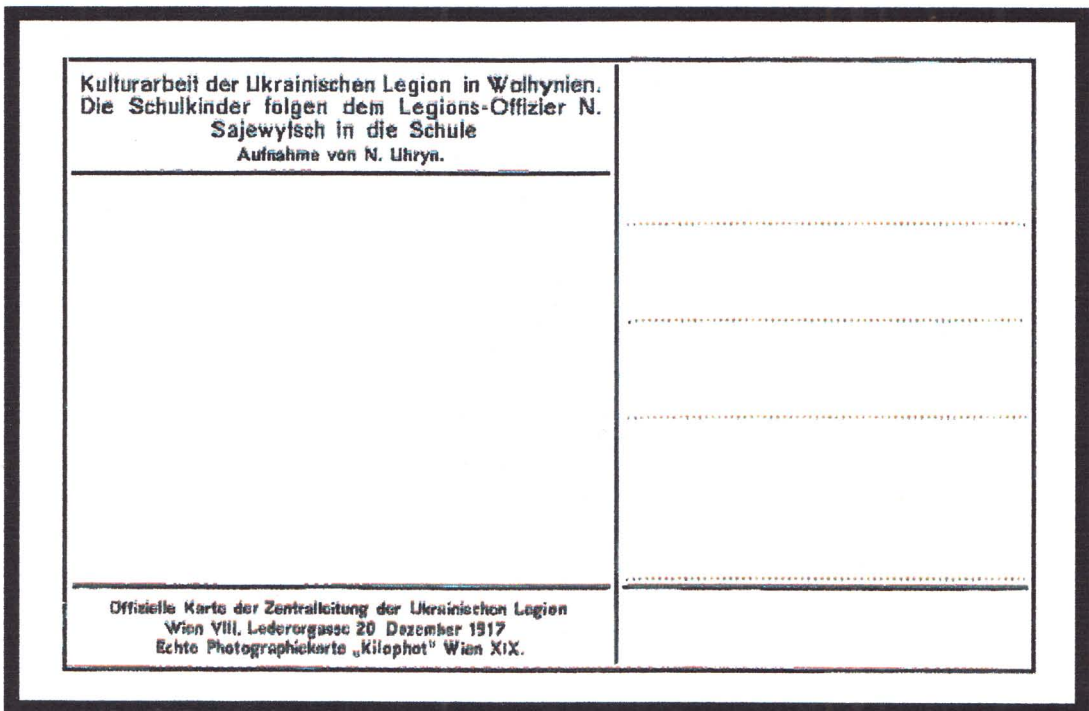 Kulturarbeit der Ukrainischen Legion in Wolhynien.
Die Schulkinder folgen dem Legions-Offizier N.
Sajewytsch in die Schule
Aufnahme von N. Uhryn.
Offizielle Karte der Zentralleitung der Ukrainischen Legion
Wien VIII. Lederergasse 20 Dezember 1917
Echte Photographiekarte „Kilophot" Wien XIX.